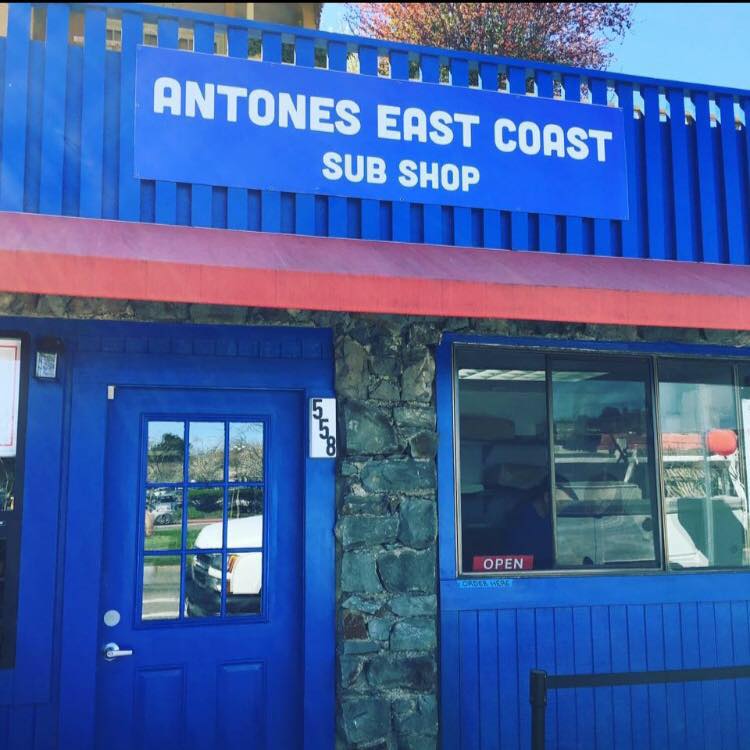 ANTONES EAST COAST
SUB SHOP
558
OPEN
ORDER HERE